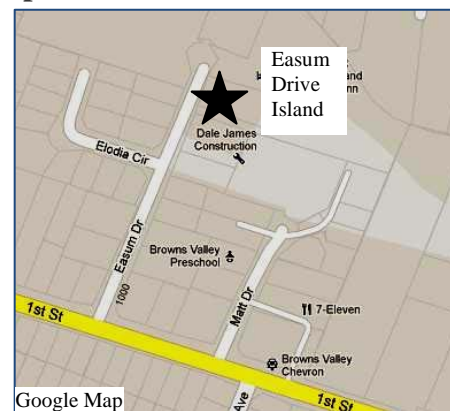 Easum
Drive
Island
Dale James
Construction
Elodia Cir
Easum Dr
Browns Valley
Preschool
1000
Matt Dr
7-Eleven
1st St
Browns Valley
Chevron
1st St
Ave
Google Map